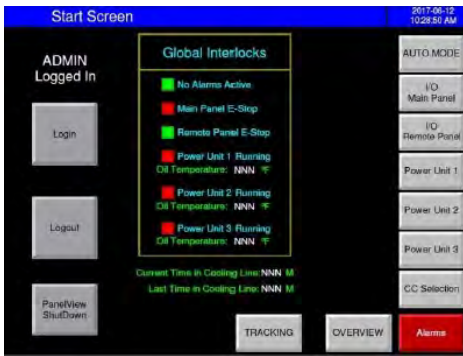 Start Screen
2017-06-12
10:28:50 AM
ADMIN
Logged In
Login
Logout
PanelView
ShutDown
Global Interlocks
No Alarms Active
Main Panel E-Stop
Remote Panel E-Stop
Power Unit 1 Running
Oil Temperature: NNN °F
Power Unit 2 Running
Oil Temperature: NNN °F
Power Unit 3 Running
Oil Temperature: NNN °F
Current Time in Cooling Line: NNN M
Last Time in Cooling Line: NNN M
TRACKING
OVERVIEW
AUTO MODE
I/O
Main Panel
I/O
Remote Panel
Power Unit 1
Power Unit 2
Power Unit 3
CC Selection
Alarms